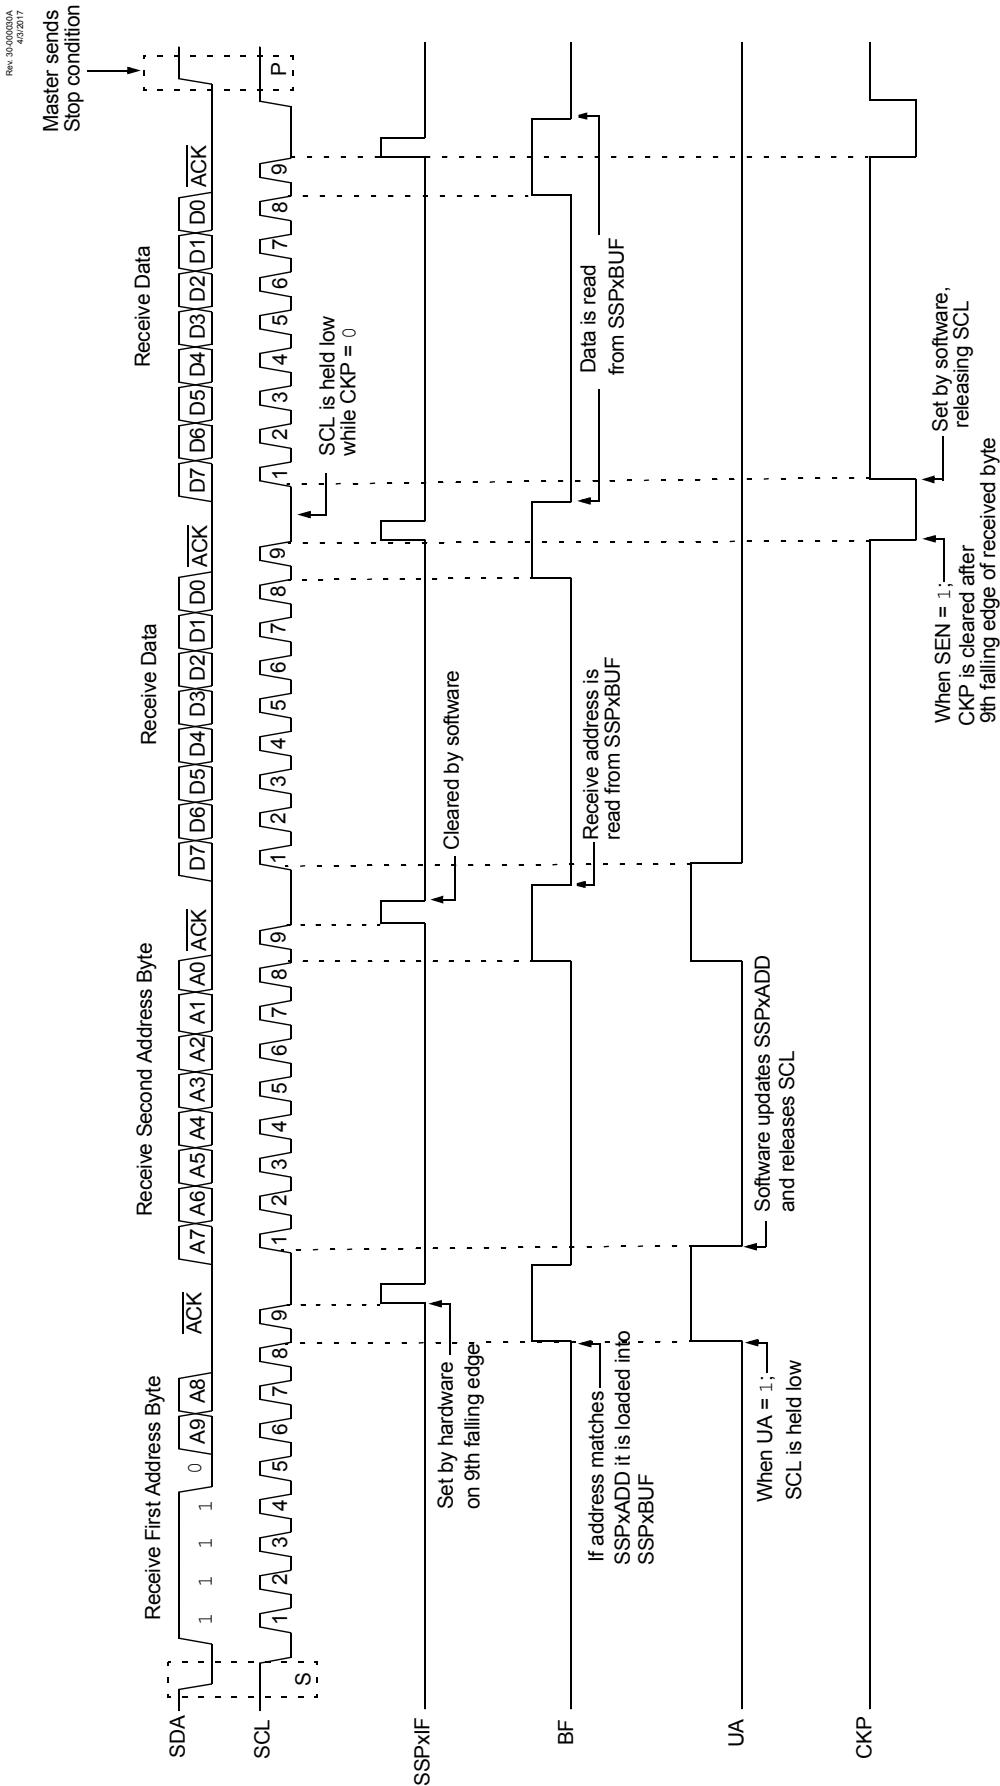 Rev. 30-000030A
4/3/2017
Master sends
Stop condition
Receive First Address Byte
Receive Second Address Byte
Receive Data
Receive Data
SDA
1 1 1 1 0 A9 A8 ACK A7 A6 A5 A4 A3 A2 A1 A0 ACK D7 D6 D5 D4 D3 D2 D1 D0 ACK D7 D6 D5 D4 D3 D2 D1 D0 ACK
SCL
S 1 2 3 4 5 6 7 8 9 1 2 3 4 5 6 7 8 9 1 2 3 4 5 6 7 8 9 1 2 3 4 5 6 7 8 9 P
SCL is held low
while CKP = 0
SSPxIF
Set by hardware
on 9th falling edge
Cleared by software
BF
If address matches
SSPxADD it is loaded into
SSPxBUF
Receive address is
read from SSPxBUF
Data is read
from SSPxBUF
UA
When UA = 1;
SCL is held low
Software updates SSPxADD
and releases SCL
CKP
When SEN = 1;
CKP is cleared after
9th falling edge of received byte
Set by software,
releasing SCL